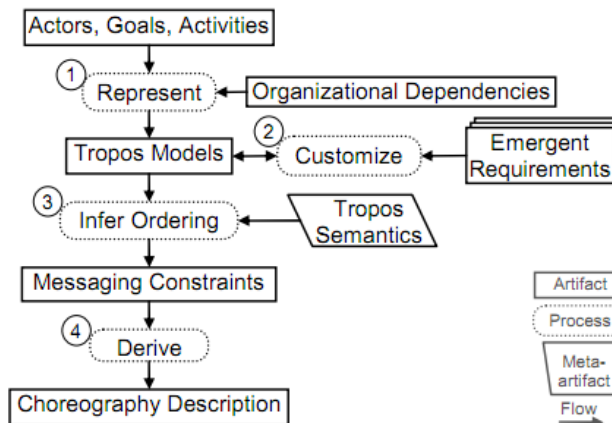 Actors, Goals, Activities
1
Represent
Organizational Dependencies
2
Tropos Models
Customize
Emergent
Requirements
3
Infer Ordering
Tropos
Semantics
Messaging Constraints
4
Derive
Choreography Description
Artifact
Process
Meta-
artifact
Flow